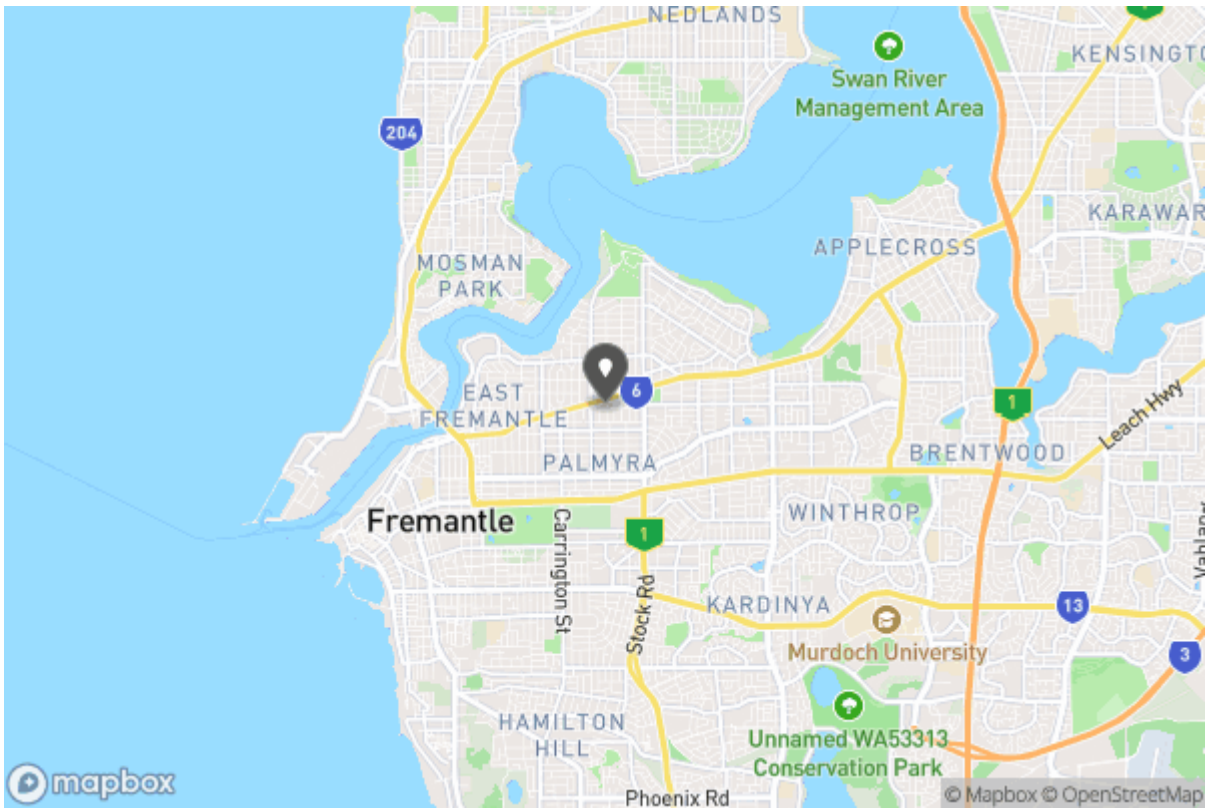 NEDLANDS
1
KENSINGTO
Swan River
Management Area
204
KARAWAR
APPLECROSS
MOSMAN
PARK
6
EAST
FREMANTLE
1
Leach Hwy
BRENTWOOD
PALMYRA
WINTHROP
Fremantle
Carrington St
1
Stock Rd
KARDINYA
13
Murdoch University
3
HAMILTON
HILL
Unnamed WA53313
Conservation Park
mapbox
Phoenix Rd
© Mapbox © OpenStreetMap